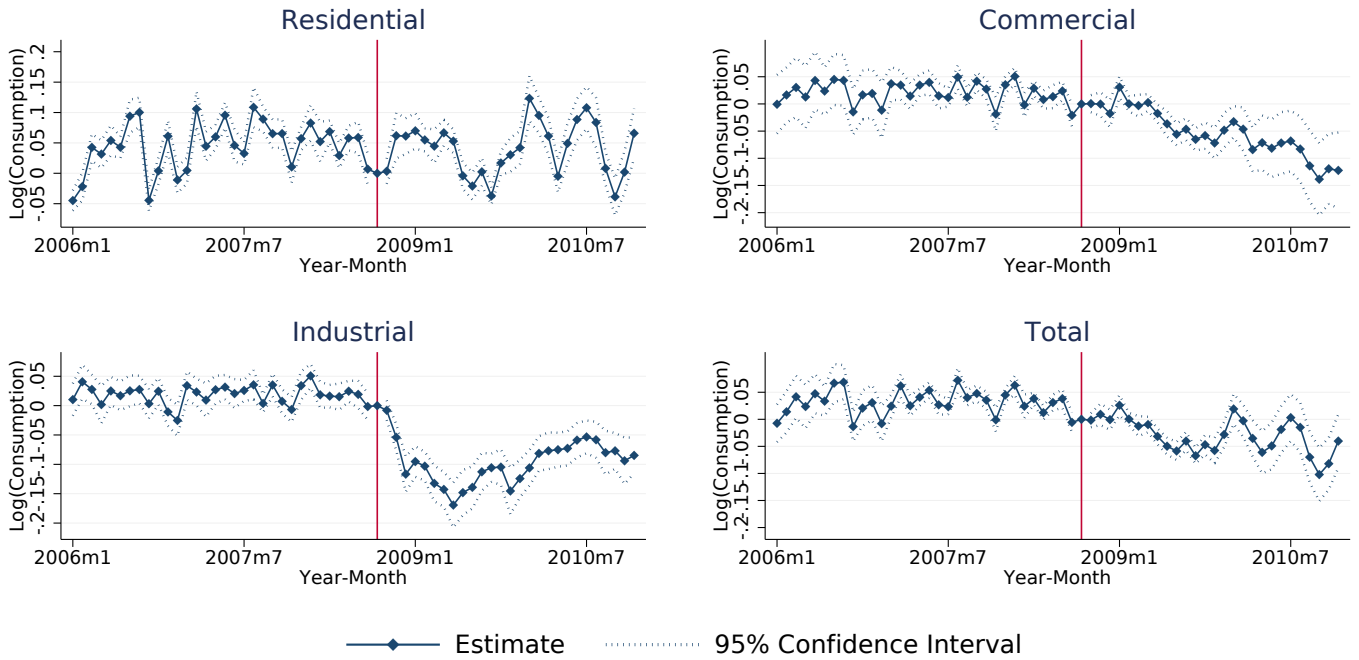 Residential
Log(Consumption)
-.05 0 .05 .1 .15 .2
2006m1 2007m7 2009m1 2010m7
Year-Month
Commercial
Log(Consumption)
-.2 -.15 -.1 -.05 0 .05
2006m1 2007m7 2009m1 2010m7
Year-Month
Industrial
Log(Consumption)
-.2 -.15 -.1 -.05 0 .05
2006m1 2007m7 2009m1 2010m7
Year-Month
Total
Log(Consumption)
-.2 -.15 -.1 -.05 0 .05
2006m1 2007m7 2009m1 2010m7
Year-Month
Estimate 95% Confidence Interval